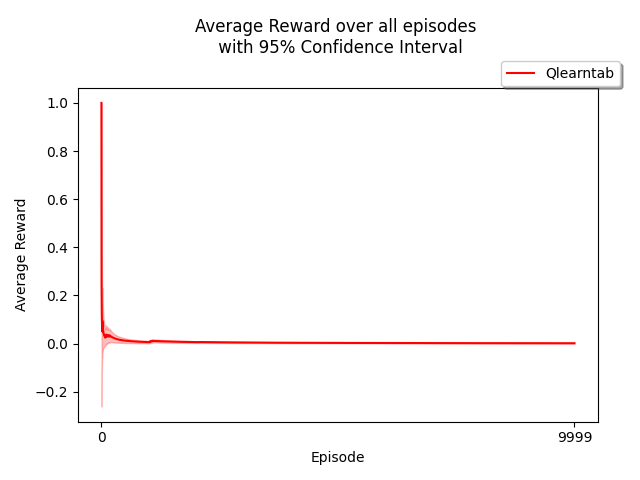 Average Reward over all episodes
with 95% Confidence Interval
Qlearntab
1.0
0.8
0.6
0.4
0.2
0.0
−0.2
Average Reward
0
9999
Episode